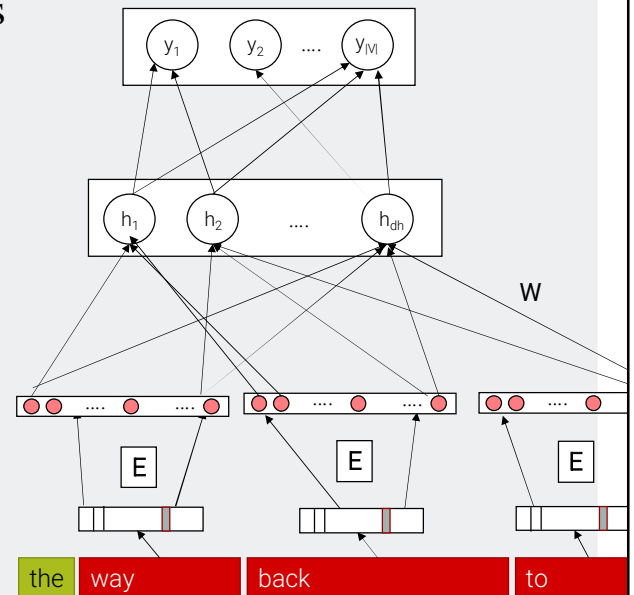 s
y1 y2 .... y|V|
h1 h2 .... hdh
W
.... .... .... .... ....
E E E
the way back to